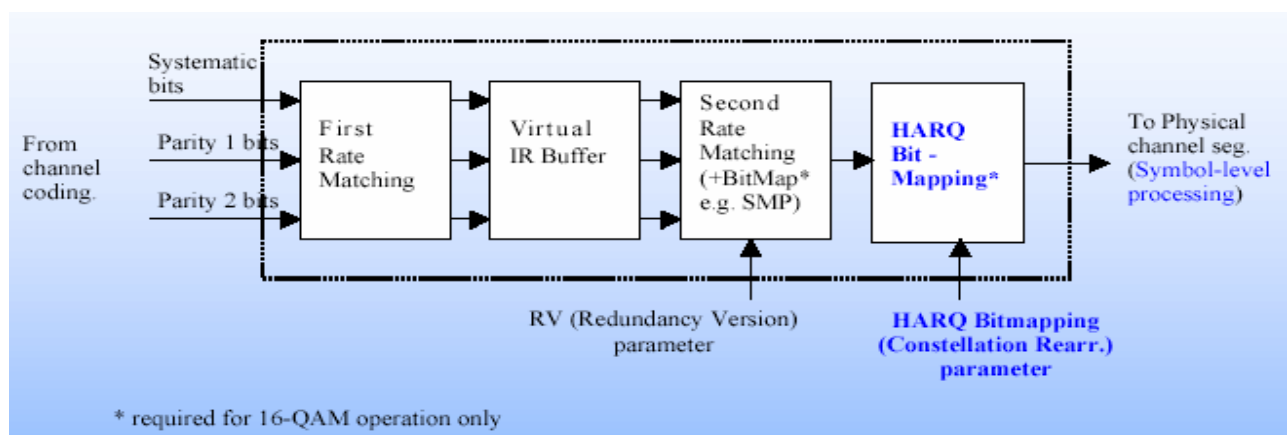 Systematic
bits
From
channel
coding.
Parity 1 bits
Parity 2 bits
First
Rate
Matching
Virtual
IR Buffer
Second
Rate
Matching
(+BitMap*
e.g. SMP)
HARQ
Bit -
Mapping*
To Physical
channel seg.
(Symbol-level
processing)
RV (Redundancy Version)
parameter
HARQ Bitmapping
(Constellation Rearr.)
parameter
* required for 16-QAM operation only